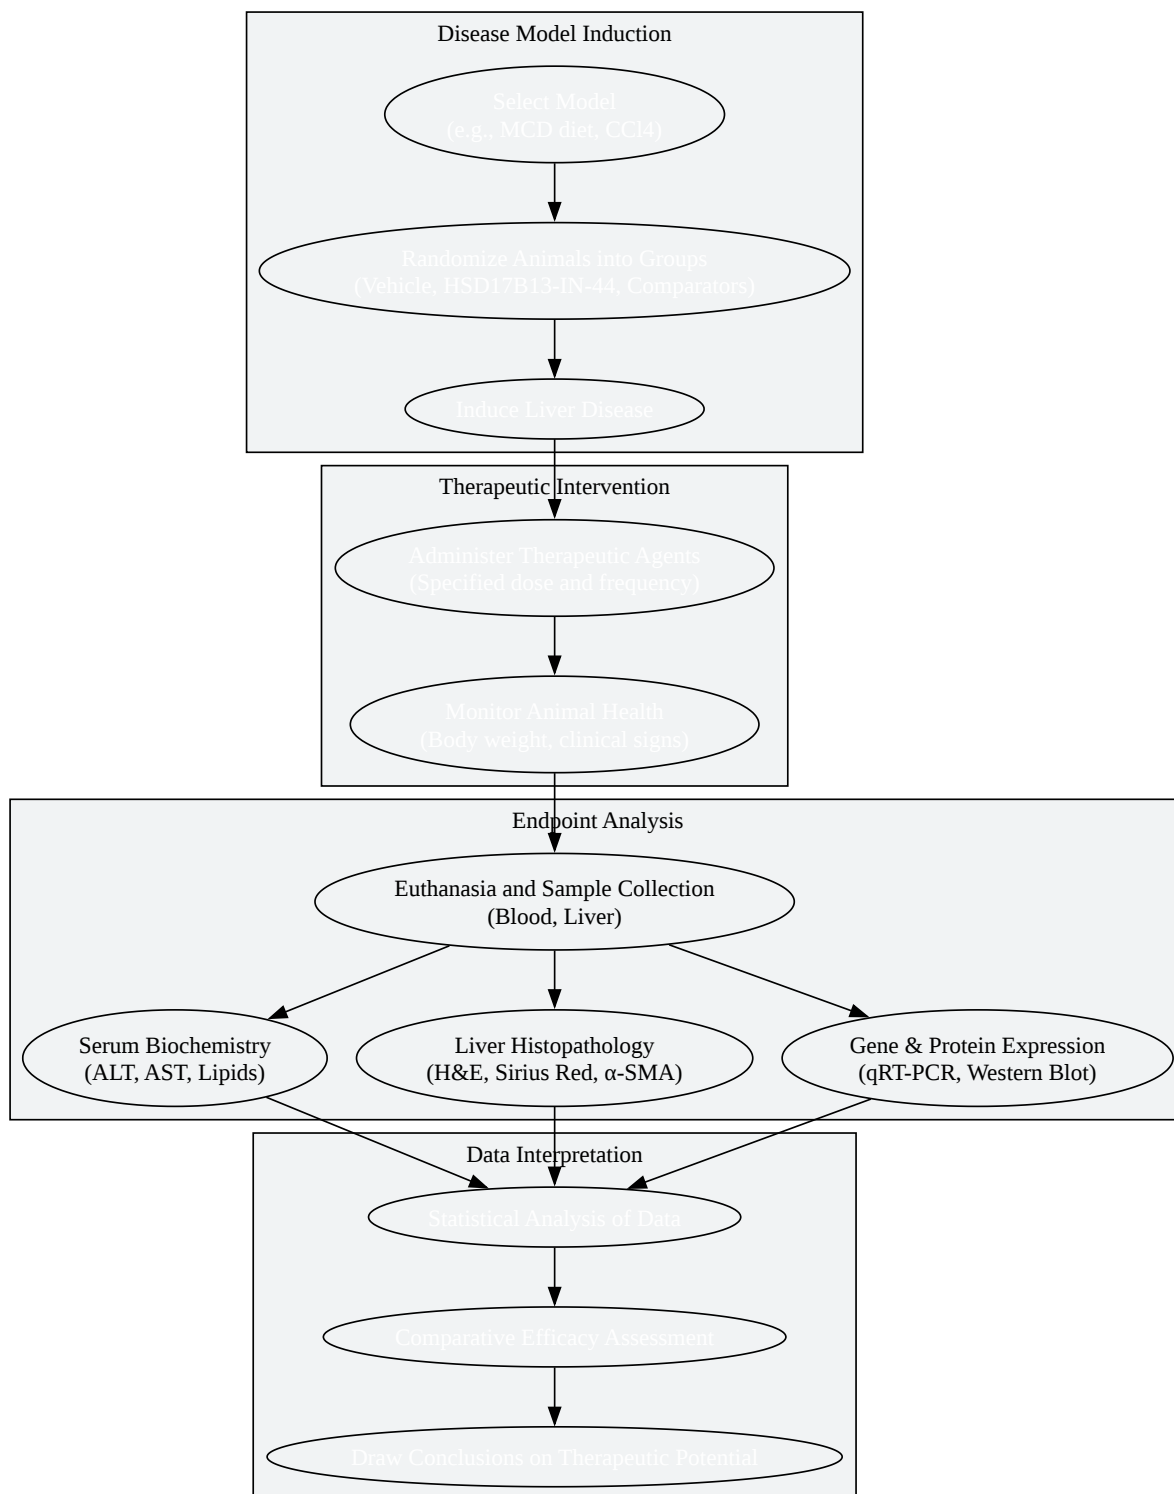 Disease Model Induction
Select Model
(e.g., MCD diet, CCl4)
Randomize Animals into Groups
(Vehicle, HSD17B13-IN-44, Comparators)
Induce Liver Disease
Therapeutic Intervention
Administer Therapeutic Agents
(Specified dose and frequency)
Monitor Animal Health
(Body weight, clinical signs)
Endpoint Analysis
Euthanasia and Sample Collection
(Blood, Liver)
Serum Biochemistry
(ALT, AST, Lipids)
Liver Histopathology
(H&E, Sirius Red, α-SMA)
Gene & Protein Expression
(qRT-PCR, Western Blot)
Data Interpretation
Statistical Analysis of Data
Comparative Efficacy Assessment
Draw Conclusions on Therapeutic Potential